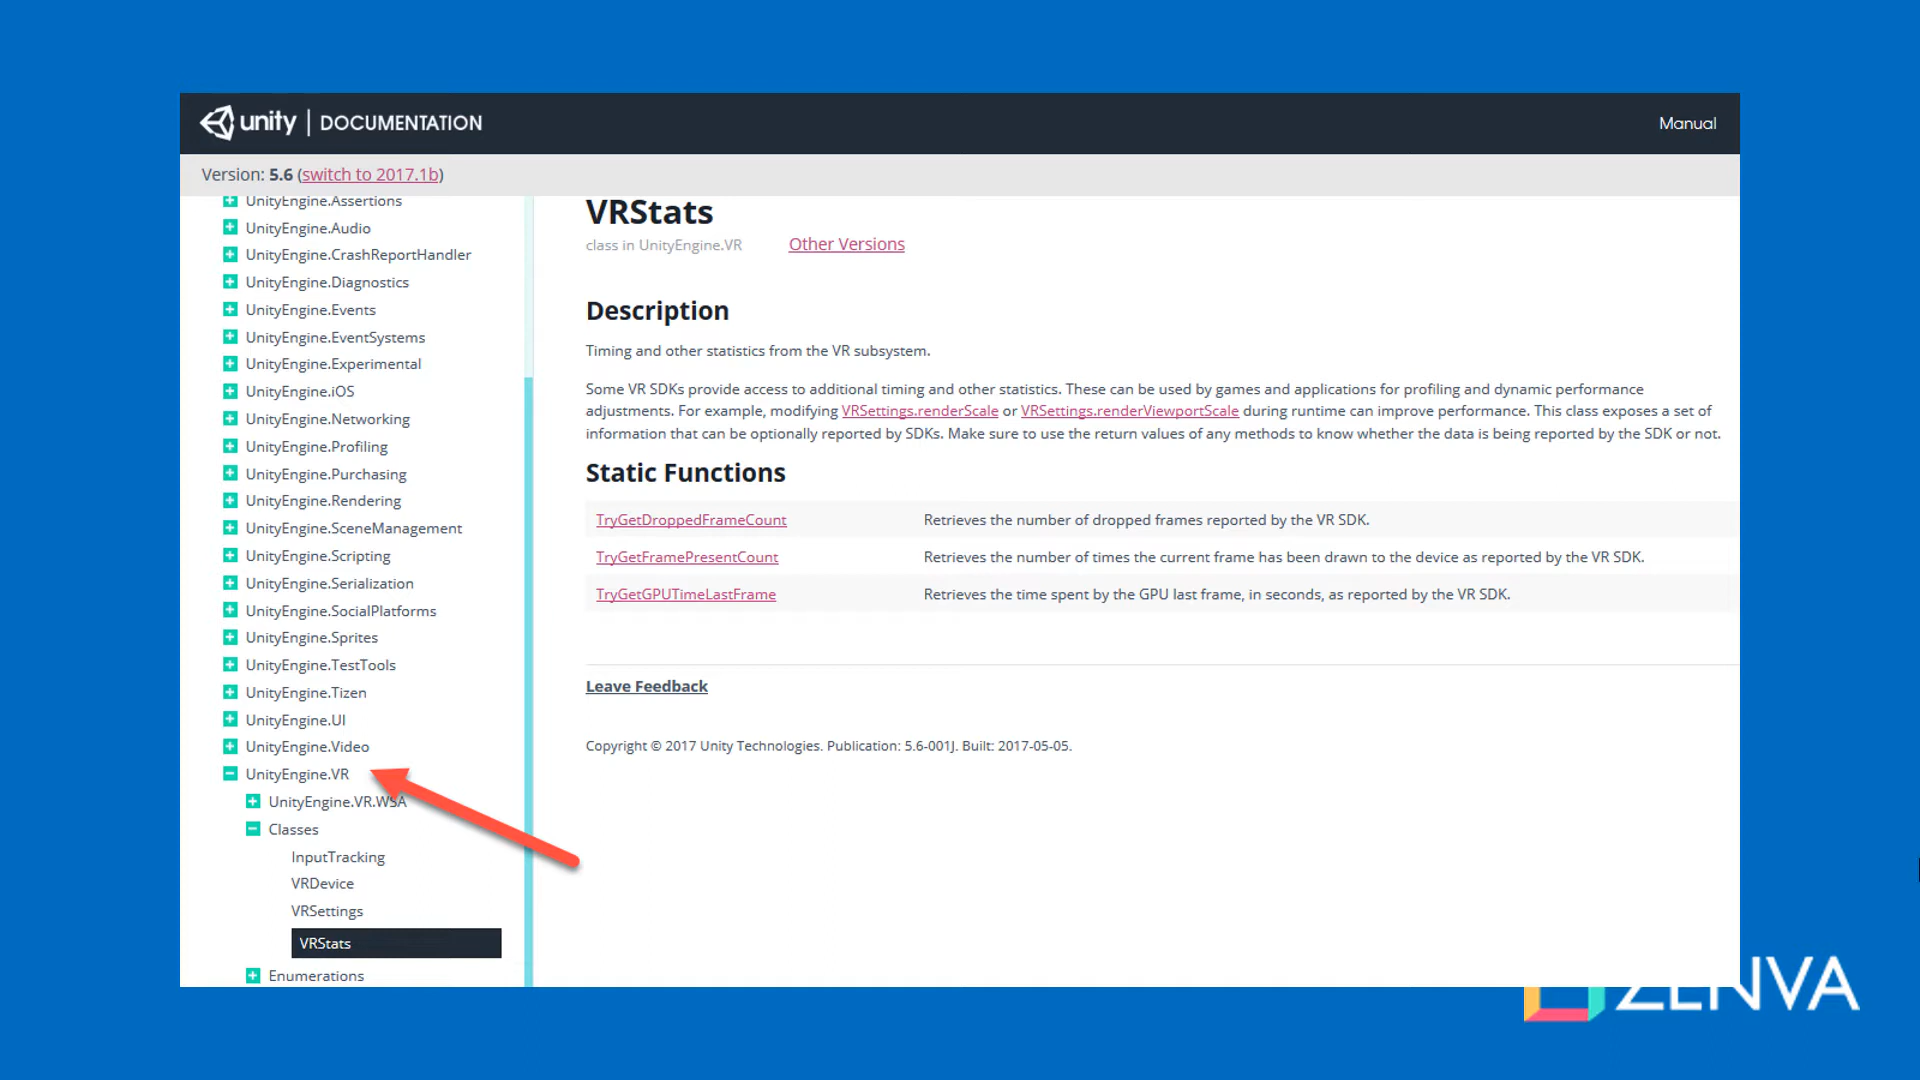 unity | DOCUMENTATION
Manual
Version: 5.6 (switch to 2017.1b)
UnityEngine.Assertions
UnityEngine.Audio
UnityEngine.CrashReportHandler
UnityEngine.Diagnostics
UnityEngine.Events
UnityEngine.EventSystems
UnityEngine.Experimental
UnityEngine.iOS
UnityEngine.Networking
UnityEngine.Profiling
UnityEngine.Purchasing
UnityEngine.Rendering
UnityEngine.SceneManagement
UnityEngine.Scripting
UnityEngine.Serialization
UnityEngine.SocialPlatforms
UnityEngine.Sprites
UnityEngine.TestTools
UnityEngine.Tizen
UnityEngine.UI
UnityEngine.Video
UnityEngine.VR
UnityEngine.VR.WSA
Classes
InputTracking
VRDevice
VRSettings
VRStats
Enumerations
VRStats
class in UnityEngine.VR
Other Versions
Description
Timing and other statistics from the VR subsystem.
Some VR SDKs provide access to additional timing and other statistics. These can be used by games and applications for profiling and dynamic performance
adjustments. For example, modifying VRSettings.renderScale or VRSettings.renderViewportScale during runtime can improve performance. This class exposes a set of
information that can be optionally reported by SDKs. Make sure to use the return values of any methods to know whether the data is being reported by the SDK or not.
Static Functions
TryGetDroppedFrameCount Retrieves the number of dropped frames reported by the VR SDK.
TryGetFramePresentCount Retrieves the number of times the current frame has been drawn to the device as reported by the VR SDK.
TryGetGPUTimeLastFrame Retrieves the time spent by the GPU last frame, in seconds, as reported by the VR SDK.
Leave Feedback
Copyright © 2017 Unity Technologies. Publication: 5.6-001J. Built: 2017-05-05.
ZENVA